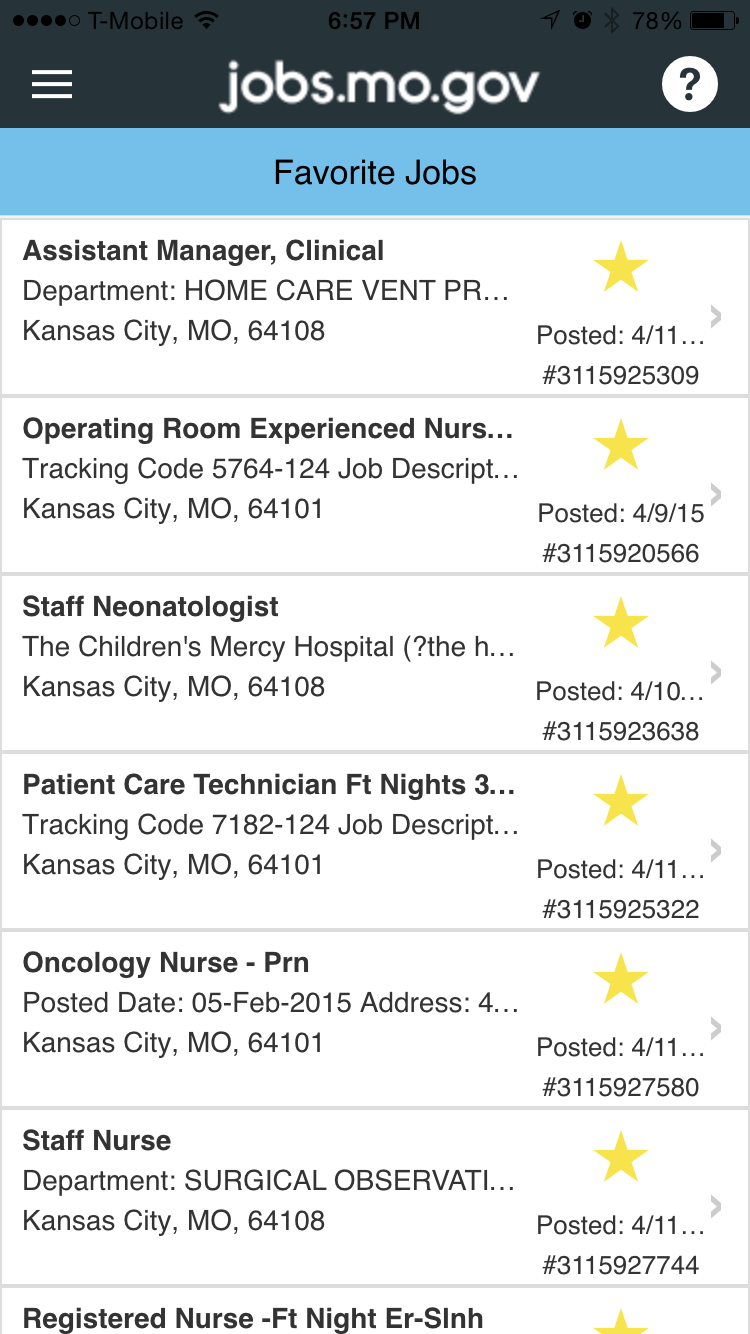 T-Mobile 6:57 PM 78%
jobs.mo.gov ?
Favorite Jobs
Assistant Manager, Clinical
Department: HOME CARE VENT PR...
Kansas City, MO, 64108
Posted: 4/11...
#3115925309
Operating Room Experienced Nurs...
Tracking Code 5764-124 Job Descript...
Kansas City, MO, 64101
Posted: 4/9/15
#3115920566
Staff Neonatologist
The Children's Mercy Hospital (?the h...
Kansas City, MO, 64108
Posted: 4/10...
#3115923638
Patient Care Technician Ft Nights 3...
Tracking Code 7182-124 Job Descript...
Kansas City, MO, 64101
Posted: 4/11...
#3115925322
Oncology Nurse - Prn
Posted Date: 05-Feb-2015 Address: 4...
Kansas City, MO, 64101
Posted: 4/11...
#3115927580
Staff Nurse
Department: SURGICAL OBSERVATI...
Kansas City, MO, 64108
Posted: 4/11...
#3115927744
Registered Nurse -Ft Night Er-Slnh